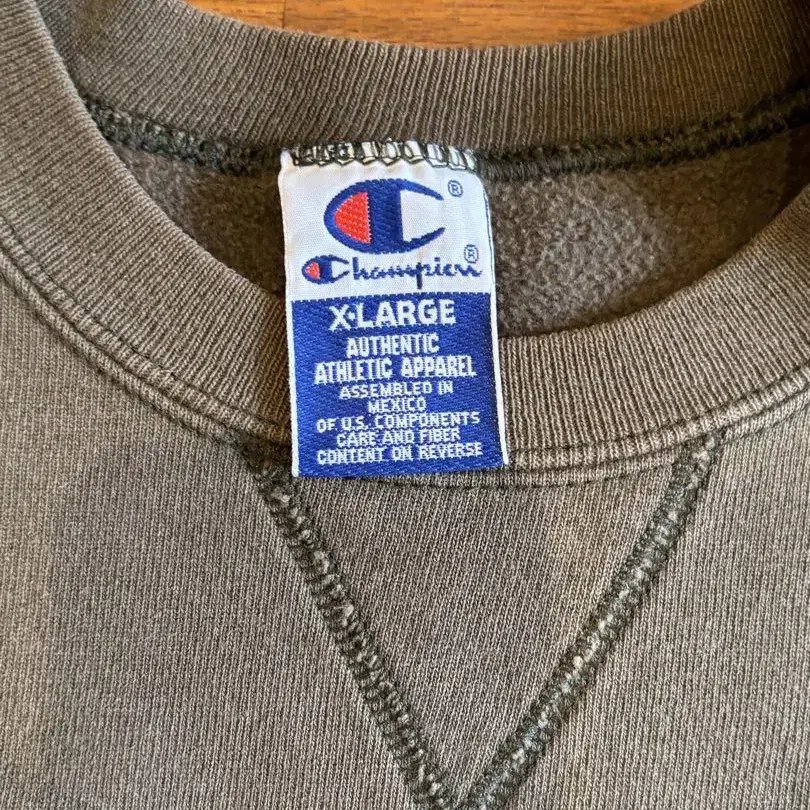 ®
Champion®
X-LARGE
AUTHENTIC
ATHLETIC APPAREL
ASSEMBLED IN
MEXICO
OF U.S. COMPONENTS
CARE AND FIBER
CONTENT ON REVERSE